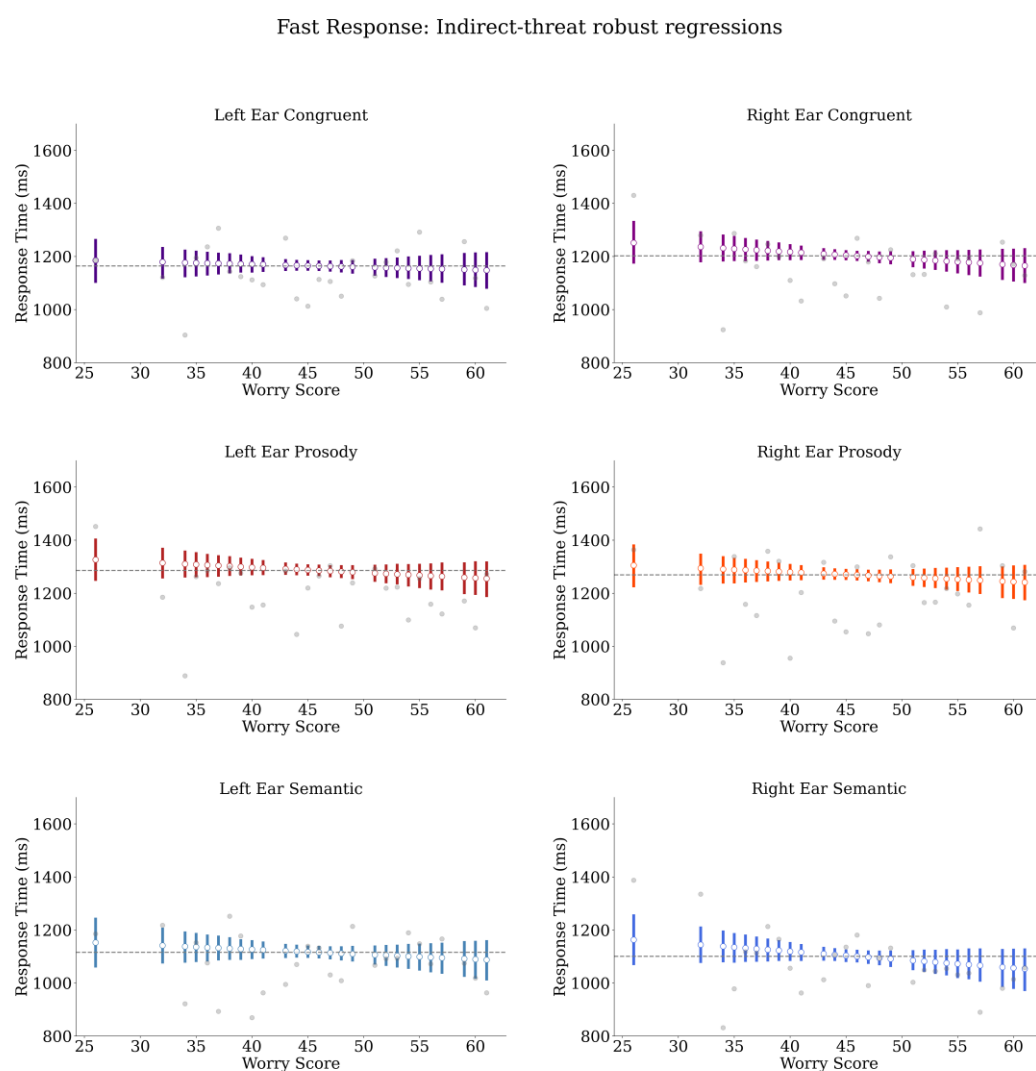 Fast Response: Indirect-threat robust regressions
Left Ear Congruent
Response Time (ms)
1600
1400
1200
1000
800
25 30 35 40 45 50 55 60
Worry Score
Right Ear Congruent
Response Time (ms)
1600
1400
1200
1000
800
25 30 35 40 45 50 55 60
Worry Score
Left Ear Prosody
Response Time (ms)
1600
1400
1200
1000
800
25 30 35 40 45 50 55 60
Worry Score
Right Ear Prosody
Response Time (ms)
1600
1400
1200
1000
800
25 30 35 40 45 50 55 60
Worry Score
Left Ear Semantic
Response Time (ms)
1600
1400
1200
1000
800
25 30 35 40 45 50 55 60
Worry Score
Right Ear Semantic
Response Time (ms)
1600
1400
1200
1000
800
25 30 35 40 45 50 55 60
Worry Score